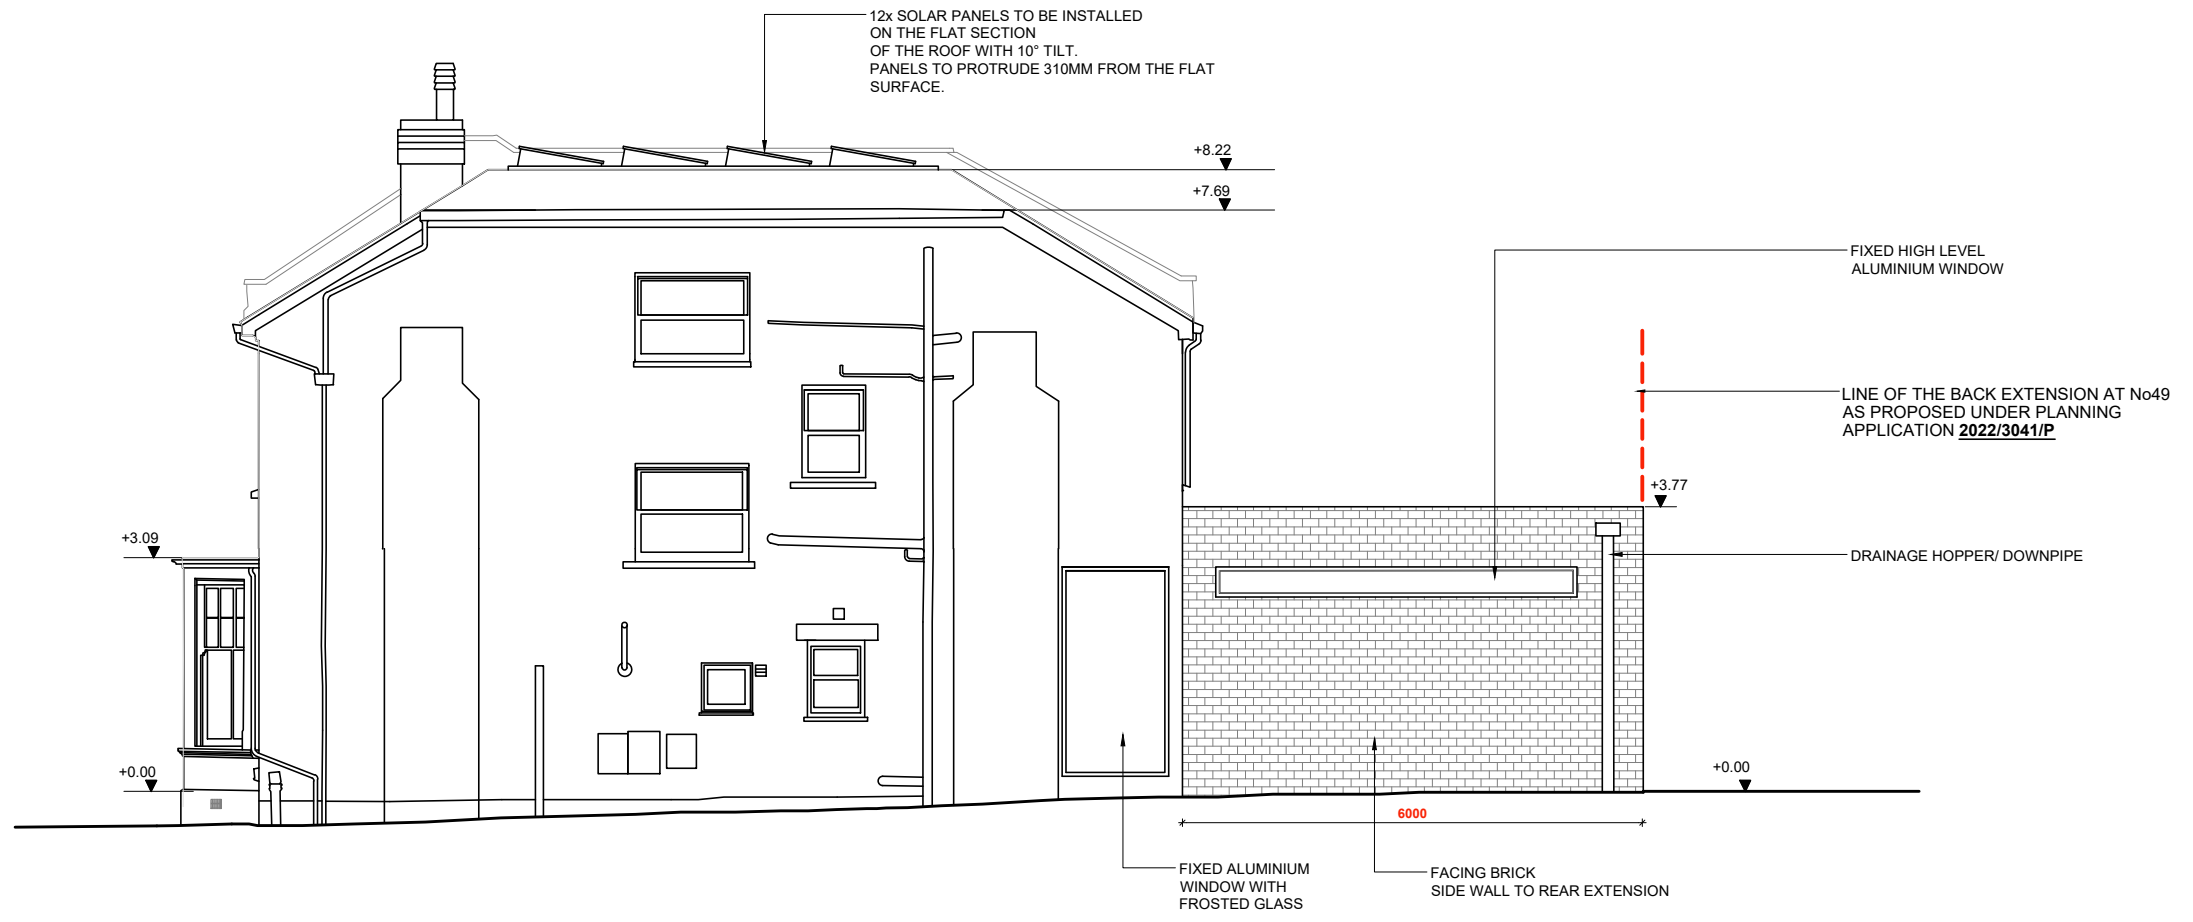 12x SOLAR PANELS TO BE INSTALLED
ON THE FLAT SECTION
OF THE ROOF WITH 10° TILT.
PANELS TO PROTRUDE 310MM FROM THE FLAT
SURFACE.
+8.22
+7.69
FIXED HIGH LEVEL
ALUMINIUM WINDOW
LINE OF THE BACK EXTENSION AT No49
AS PROPOSED UNDER PLANNING
APPLICATION 2022/3041/P
+3.77
+3.09
DRAINAGE HOPPER/ DOWNPIPE
+0.00
+0.00
6000
FIXED ALUMINIUM
WINDOW WITH
FROSTED GLASS
FACING BRICK
SIDE WALL TO REAR EXTENSION